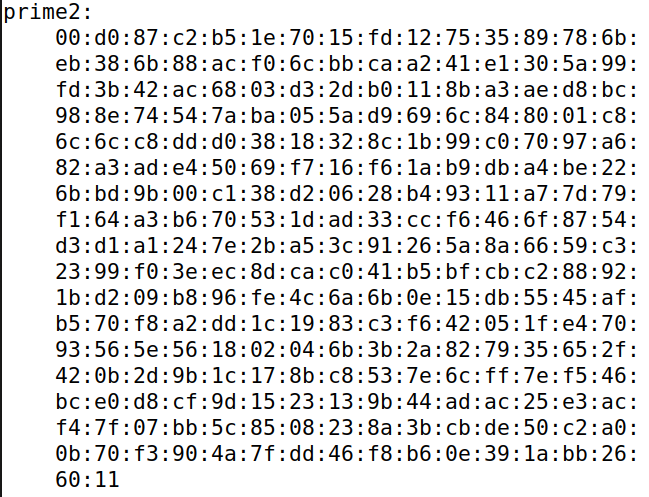 prime2:
00:d0:87:c2:b5:1e:70:15:fd:12:75:35:89:78:6b:
eb:38:6b:88:ac:f0:6c:bb:ca:a2:41:e1:30:5a:99:
fd:3b:42:ac:68:03:d3:2d:b0:11:8b:a3:ae:d8:bc:
98:8e:74:54:7a:ba:05:5a:d9:69:6c:84:80:01:c8:
6c:6c:c8:dd:d0:38:18:32:8c:1b:99:c0:70:97:a6:
82:a3:ad:e4:50:69:f7:16:f6:1a:b9:db:a4:be:22:
6b:bd:9b:00:c1:38:d2:06:28:b4:93:11:a7:7d:79:
f1:64:a3:b6:70:53:1d:ad:33:cc:f6:46:6f:87:54:
d3:d1:a1:24:7e:2b:a5:3c:91:26:5a:8a:66:59:c3:
23:99:f0:3e:ec:8d:ca:c0:41:b5:bf:cb:c2:88:92:
1b:d2:09:b8:96:fe:4c:6a:6b:0e:15:db:55:45:af:
b5:70:f8:a2:dd:1c:19:83:c3:f6:42:05:1f:e4:70:
93:56:5e:56:18:02:04:6b:3b:2a:82:79:35:65:2f:
42:0b:2d:9b:1c:17:8b:c8:53:7e:6c:ff:7e:f5:46:
bc:e0:d8:cf:9d:15:23:13:9b:44:ad:ac:25:e3:ac:
f4:7f:07:bb:5c:85:08:23:8a:3b:cb:de:50:c2:a0:
0b:70:f3:90:4a:7f:dd:46:f8:b6:0e:39:1a:bb:26:
60:11